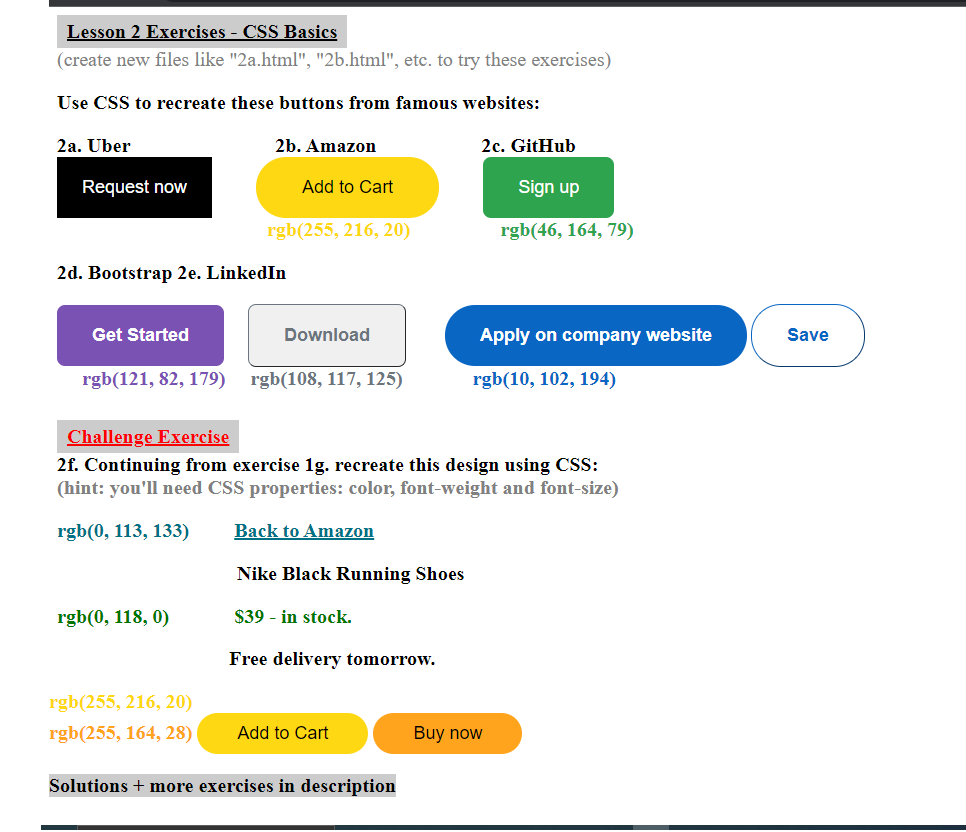 Lesson 2 Exercises - CSS Basics
(create new files like "2a.html", "2b.html", etc. to try these exercises)
Use CSS to recreate these buttons from famous websites:
2a. Uber 2b. Amazon 2c. GitHub
Request now Add to Cart Sign up
rgb(255, 216, 20) rgb(46, 164, 79)
2d. Bootstrap 2e. LinkedIn
Get Started Download Apply on company website Save
rgb(121, 82, 179) rgb(108, 117, 125) rgb(10, 102, 194)
Challenge Exercise
2f. Continuing from exercise 1g. recreate this design using CSS:
(hint: you'll need CSS properties: color, font-weight and font-size)
rgb(0, 113, 133) Back to Amazon
Nike Black Running Shoes
rgb(0, 118, 0) $39 - in stock.
Free delivery tomorrow.
rgb(255, 216, 20)
rgb(255, 164, 28) Add to Cart Buy now
Solutions + more exercises in description